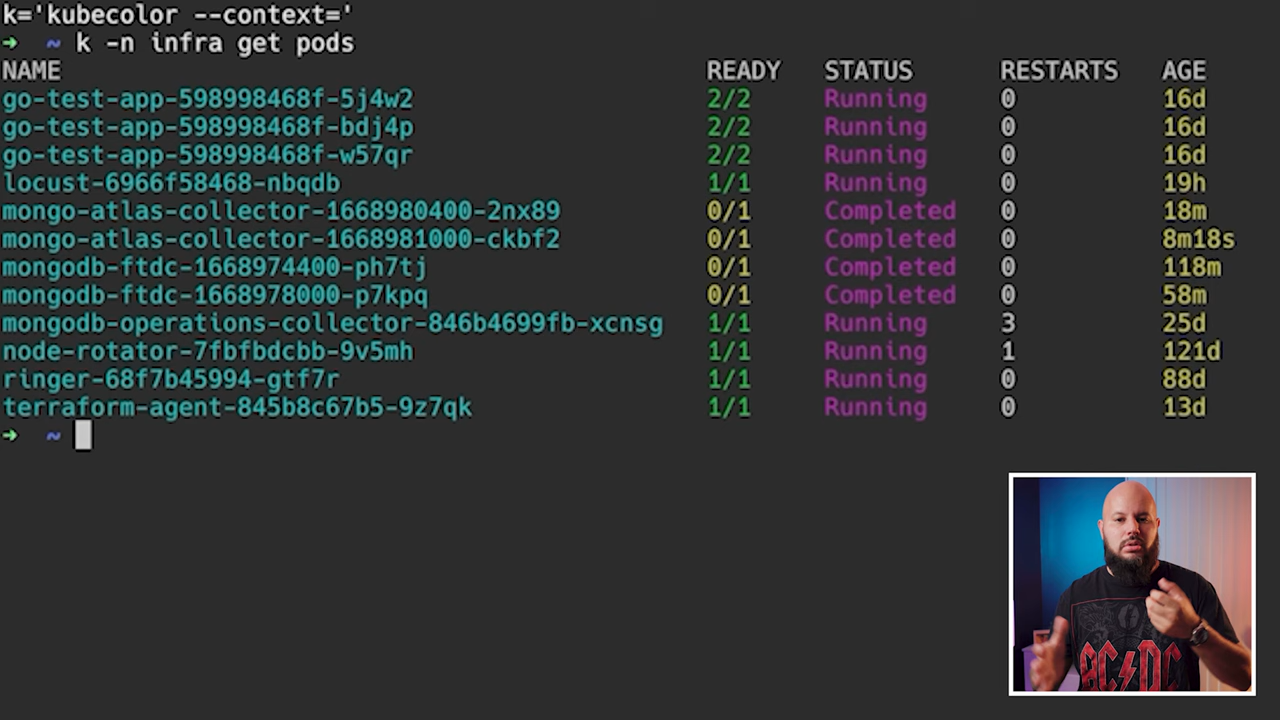 k='kubecolor --context='
➜ ~ k -n infra get pods
NAME READY STATUS RESTARTS AGE
go-test-app-598998468f-5j4w2 2/2 Running 0 16d
go-test-app-598998468f-bdj4p 2/2 Running 0 16d
go-test-app-598998468f-w57qr 2/2 Running 0 16d
locust-6966f58468-nbqdb 1/1 Running 0 19h
mongo-atlas-collector-1668980400-2nx89 0/1 Completed 0 18m
mongo-atlas-collector-1668981000-ckbf2 0/1 Completed 0 8m18s
mongodb-ftdc-1668974400-ph7tj 0/1 Completed 0 118m
mongodb-ftdc-1668978000-p7kpq 0/1 Completed 0 58m
mongodb-operations-collector-846b4699fb-xcnsg 1/1 Running 3 25d
node-rotator-7fbfbdcbb-9v5mh 1/1 Running 1 121d
ringer-68f7b45994-gtf7r 1/1 Running 0 88d
terraform-agent-845b8c67b5-9z7qk 1/1 Running 0 13d
➜ ~
AC⚡DC